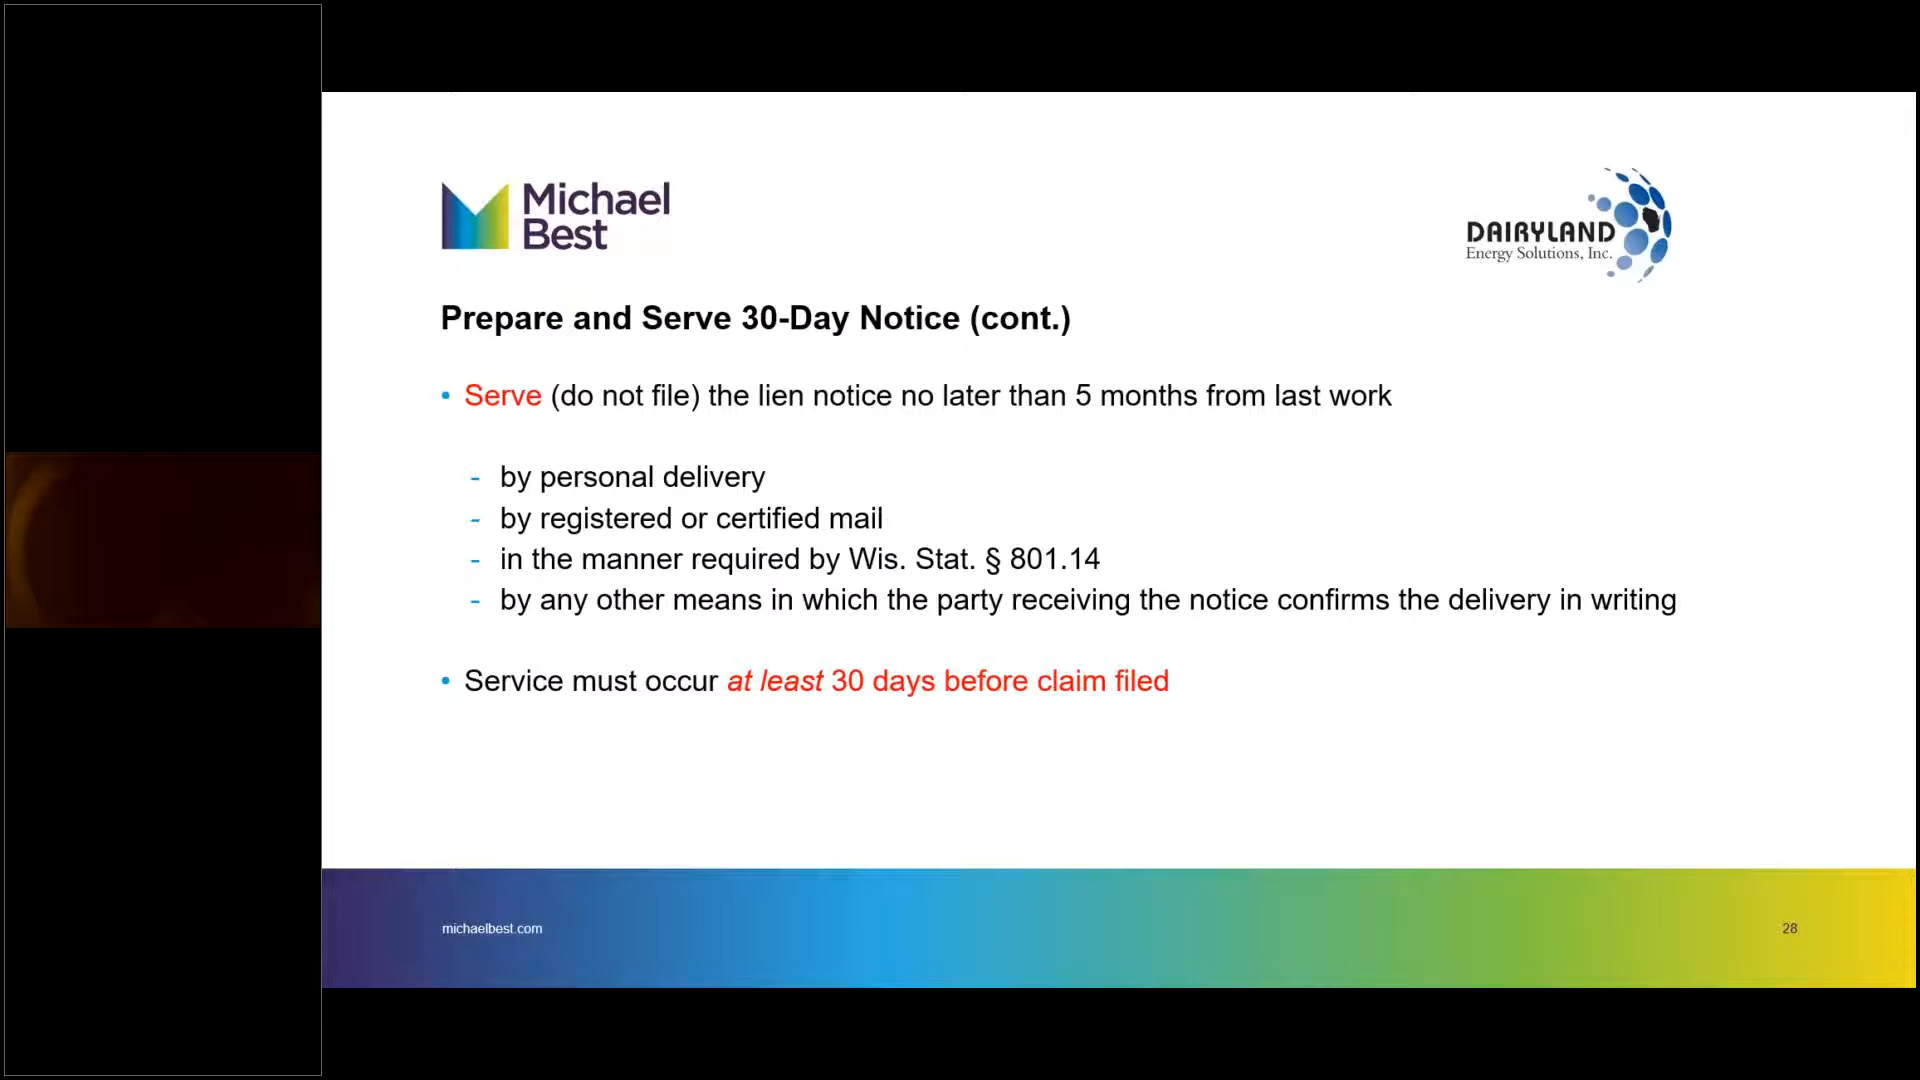 Michael
Best
DAIRYLAND
Energy Solutions, Inc.
Prepare and Serve 30-Day Notice (cont.)
• Serve (do not file) the lien notice no later than 5 months from last work
- by personal delivery
- by registered or certified mail
- in the manner required by Wis. Stat. § 801.14
- by any other means in which the party receiving the notice confirms the delivery in writing
• Service must occur at least 30 days before claim filed
michaelbest.com
28